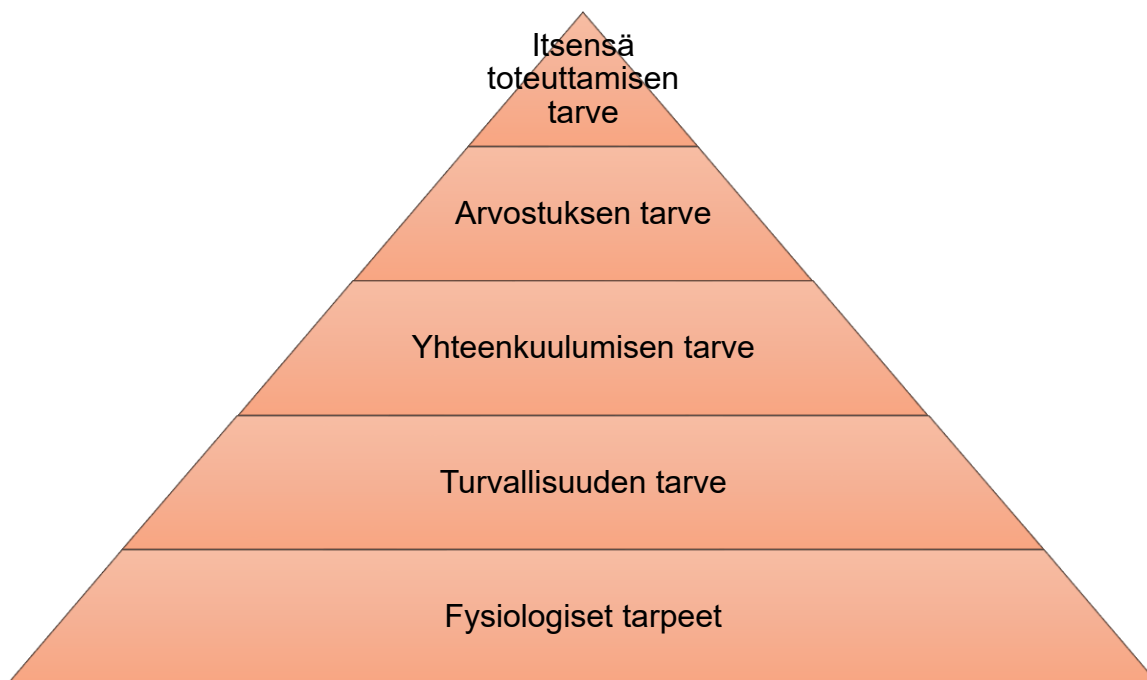 Itsensä
toteuttamisen
tarve
Arvostuksen tarve
Yhteenkuulumisen tarve
Turvallisuuden tarve
Fysiologiset tarpeet